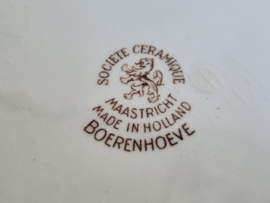 SOCIETE CERAMIQUE
MAASTRICHT
MADE IN HOLLAND
BOERENHOEVE